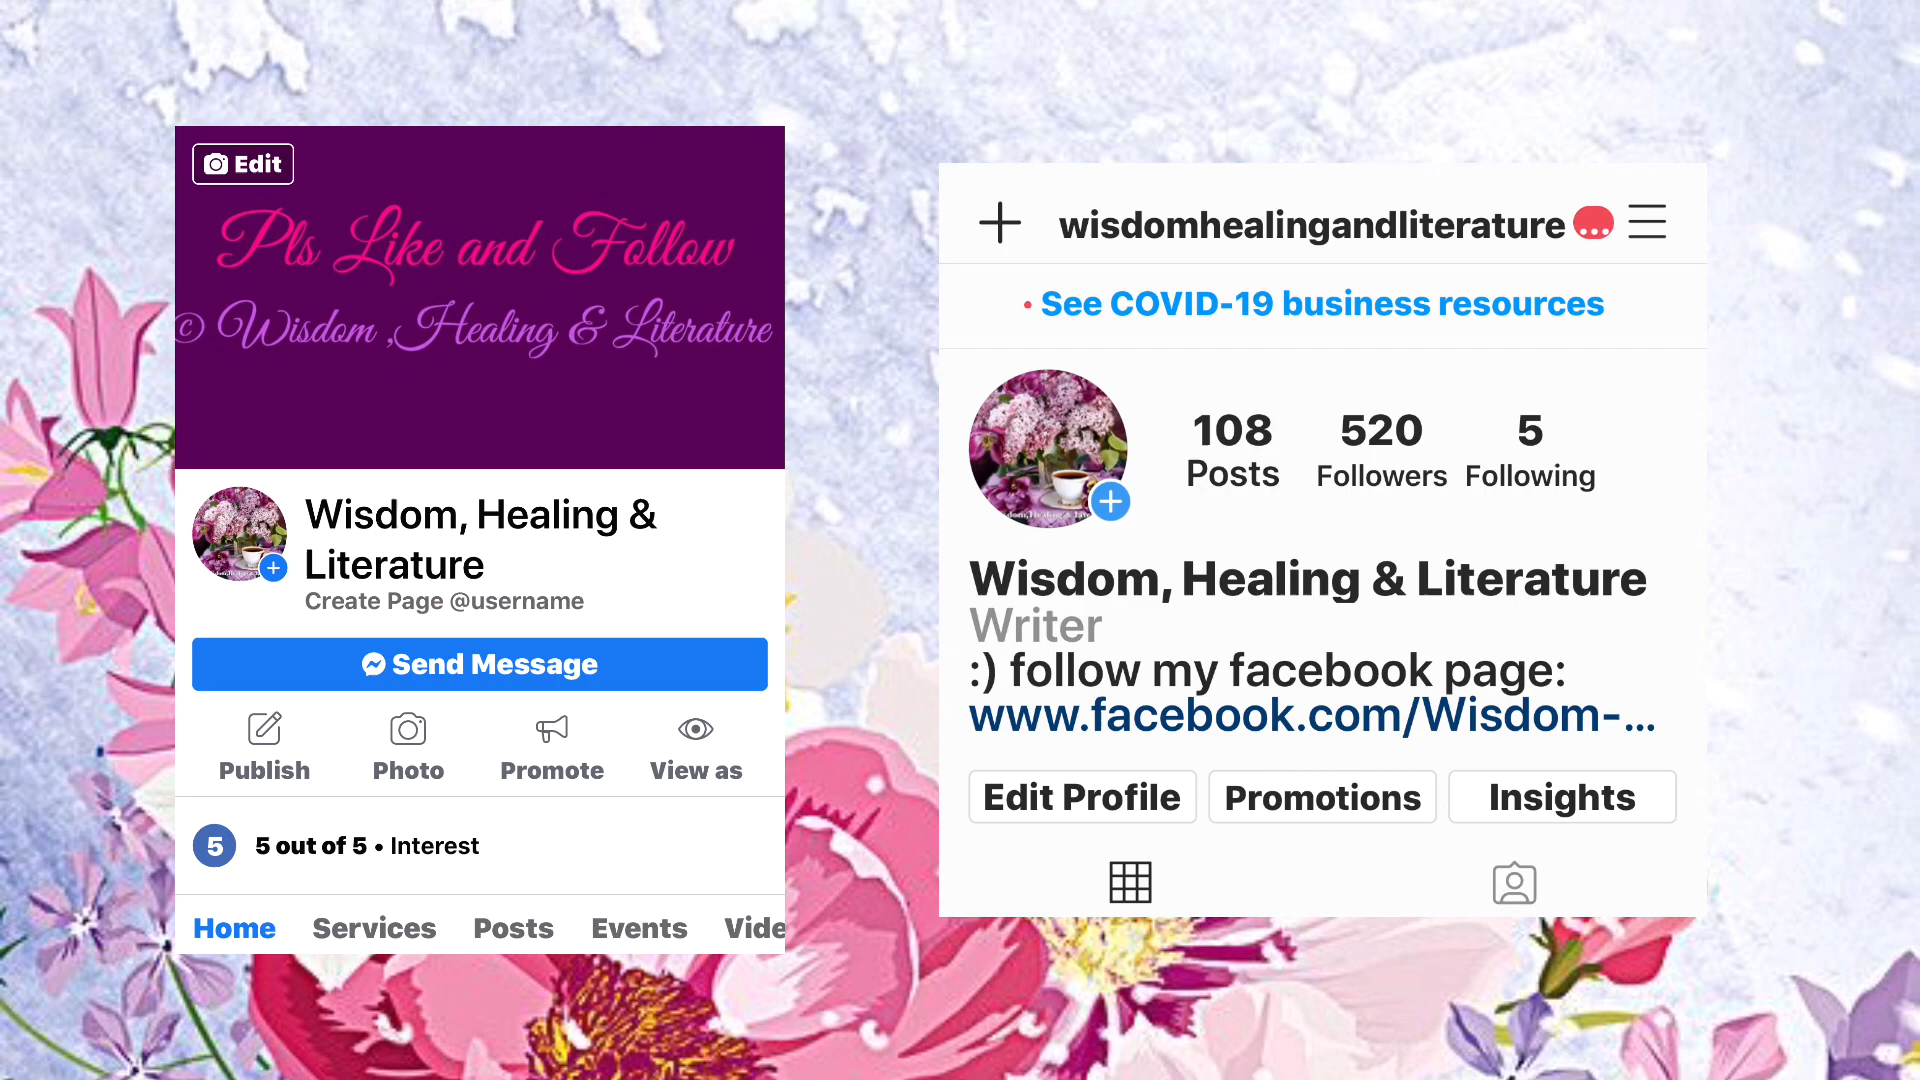 Edit
Pls Like and Follow
© Wisdom ,Healing & Literature
Wisdom, Healing &
Literature
Create Page @username
Send Message
Publish Photo Promote View as
5 5 out of 5 • Interest
Home Services Posts Events Vide
wisdomhealingandliterature
• See COVID-19 business resources
108 520 5
Posts Followers Following
Wisdom, Healing & Literature
Writer
:) follow my facebook page:
www.facebook.com/Wisdom-...
Edit Profile Promotions Insights